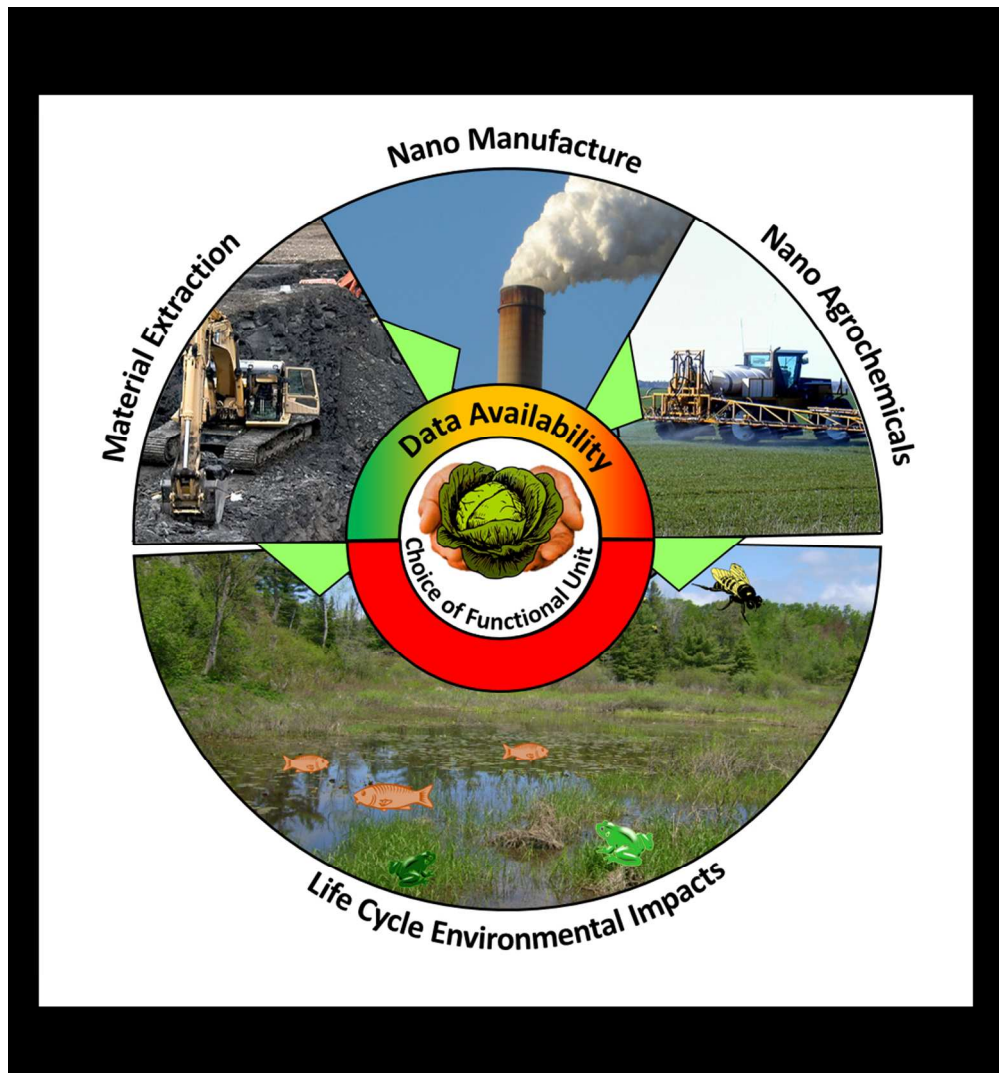 Nano Manufacture
Material Extraction
Nano Agrochemicals
Data Availability
Choice of Functional Unit
Life Cycle Environmental Impacts